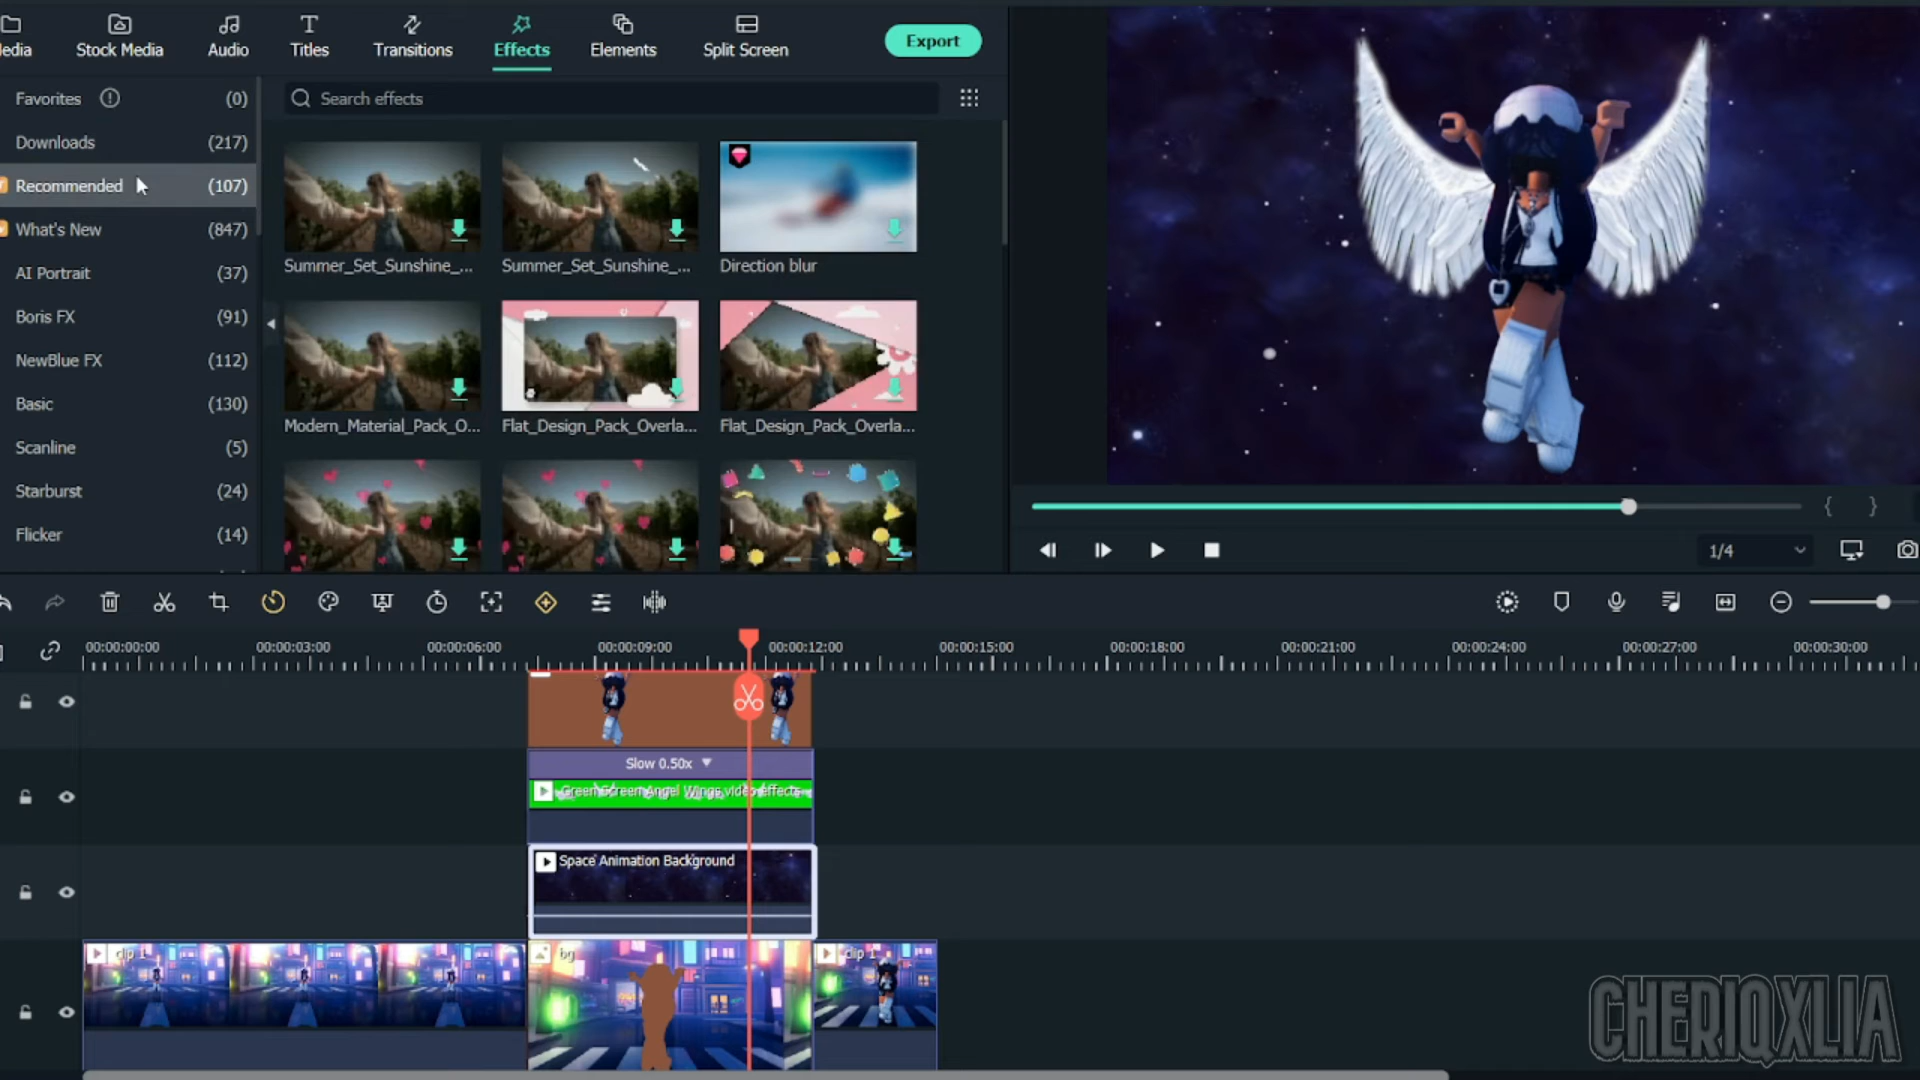 edia
Stock Media
Audio
Titles
Transitions
Effects
Elements
Split Screen
Export
Favorites (0)
Search effects
Downloads (217)
Recommended (107)
What's New (847)
AI Portrait (37)
Boris FX (91)
NewBlue FX (112)
Basic (130)
Scanline (5)
Starburst (24)
Flicker (14)
Summer_Set_Sunshine_...
Summer_Set_Sunshine_...
Direction blur
Modern_Material_Pack_O...
Flat_Design_Pack_Overla...
Flat_Design_Pack_Overla...
{ }
1/4
00:00:00:00
00:00:03:00
00:00:06:00
00:00:09:00
00:00:12:00
00:00:15:00
00:00:18:00
00:00:21:00
00:00:24:00
00:00:27:00
00:00:30:00
Slow 0.50x
Green Screen Angel Wings video effects
Space Animation Background
clip 1
bg
clip 1
CHERIQXLIA